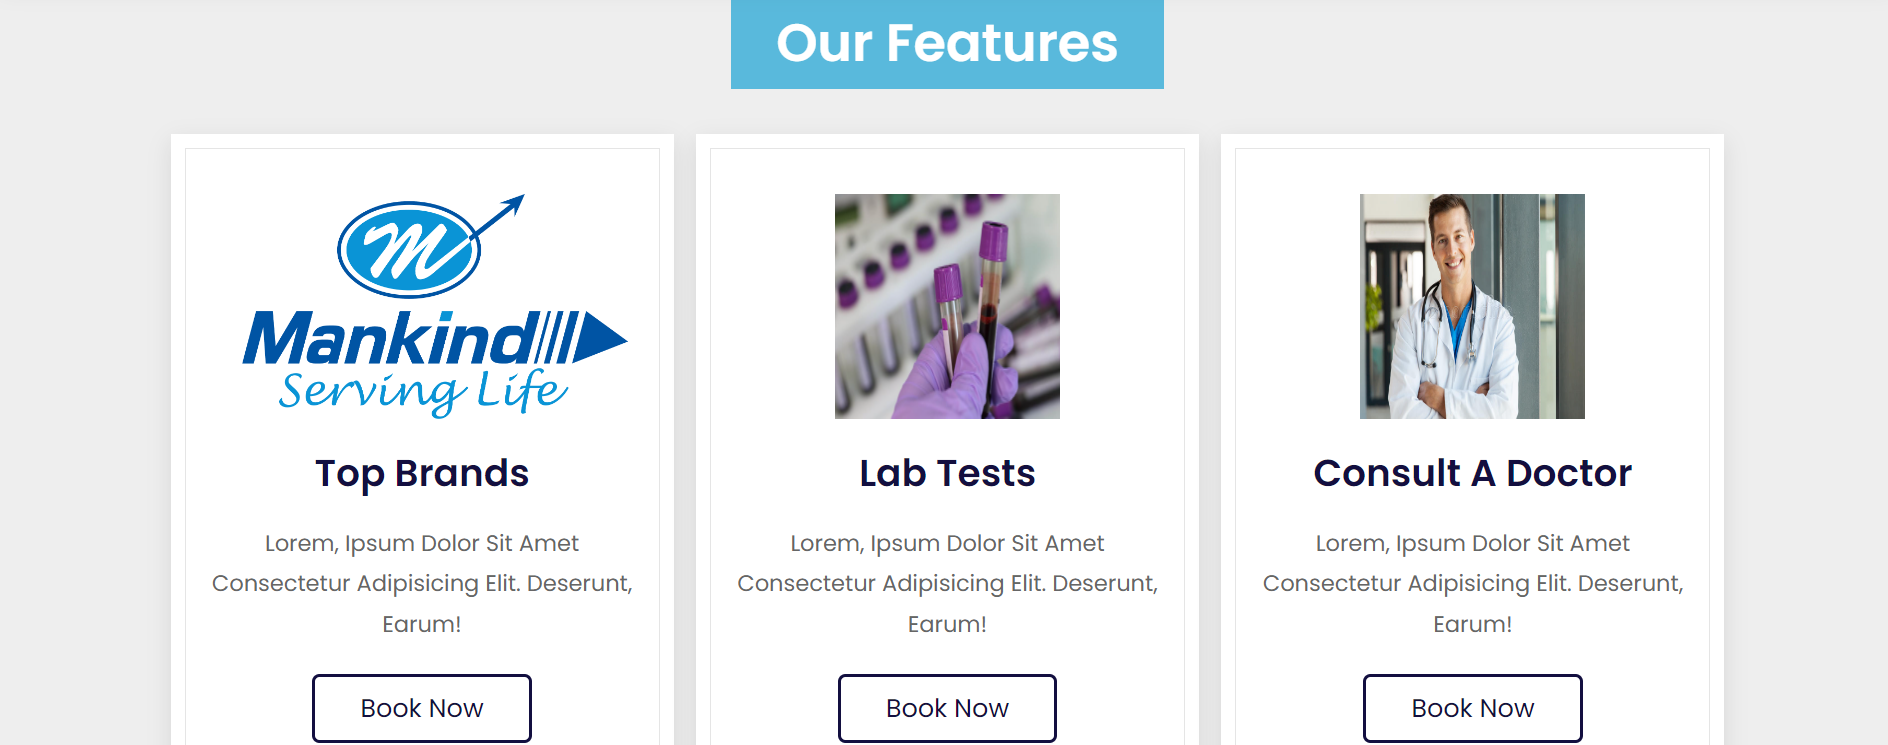 Our Features
m
Mankind
Serving Life
Top Brands
Lorem, Ipsum Dolor Sit Amet
Consectetur Adipisicing Elit. Deserunt,
Earum!
Book Now
Lab Tests
Lorem, Ipsum Dolor Sit Amet
Consectetur Adipisicing Elit. Deserunt,
Earum!
Book Now
Consult A Doctor
Lorem, Ipsum Dolor Sit Amet
Consectetur Adipisicing Elit. Deserunt,
Earum!
Book Now